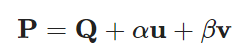 P = Q + αu + βv